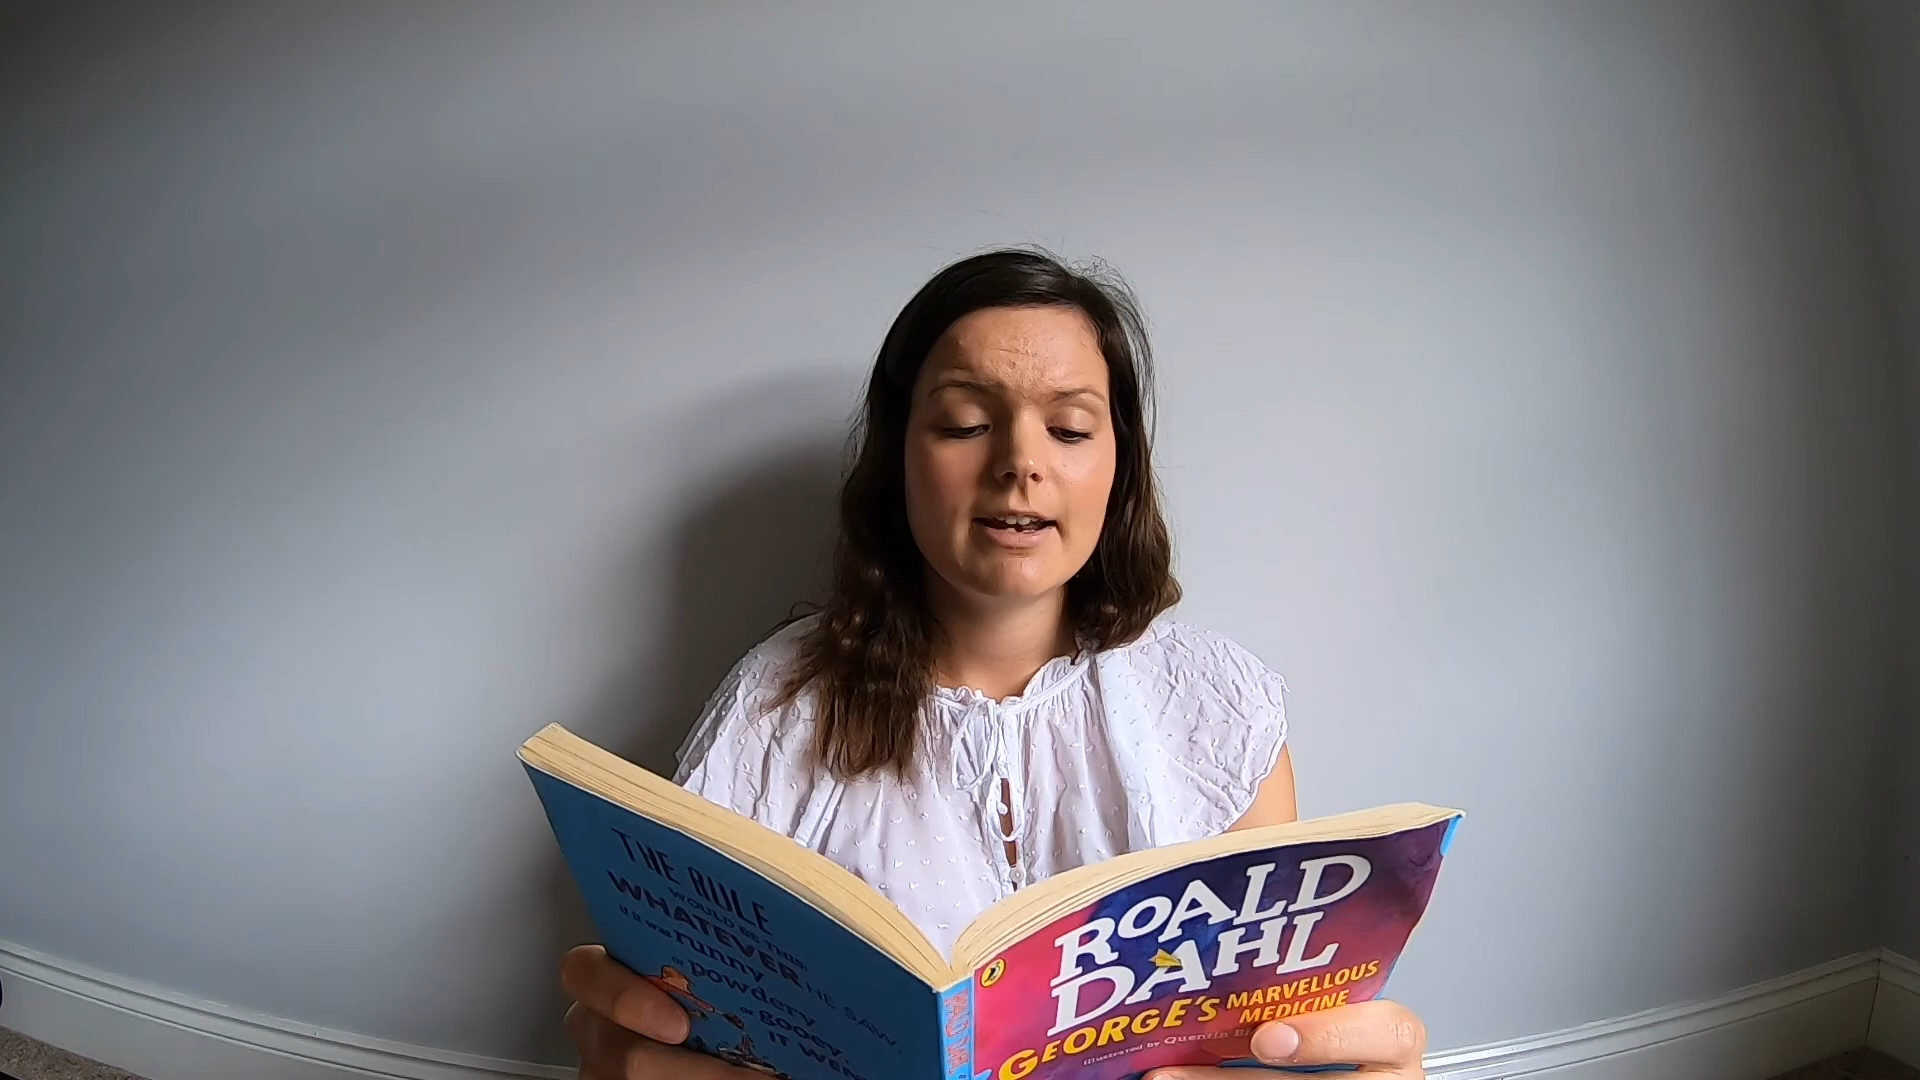 THE RULE
WOULD BE THIS:
WHATEVER HE SAW,
if it was runny
or powdery
or gooey,
IT WEN
ROALD
DAHL
GEORGE'S MARVELLOUS
MEDICINE
Illustrated by Quentin